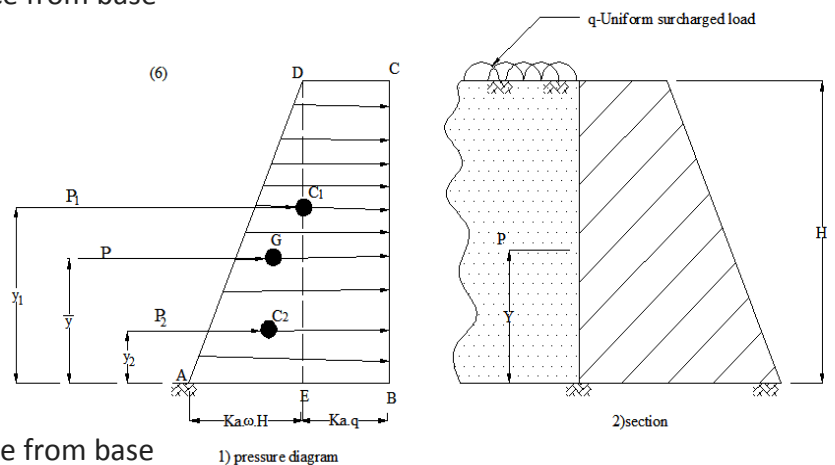 ce from base
q-Uniform surcharged load
(6)
D
C
P1
C1
G
P
P
H
y1
y
P2
C2
Y
y2
A
E
B
Ka.ω.H
Ka.q
2)section
e from base
1) pressure diagram